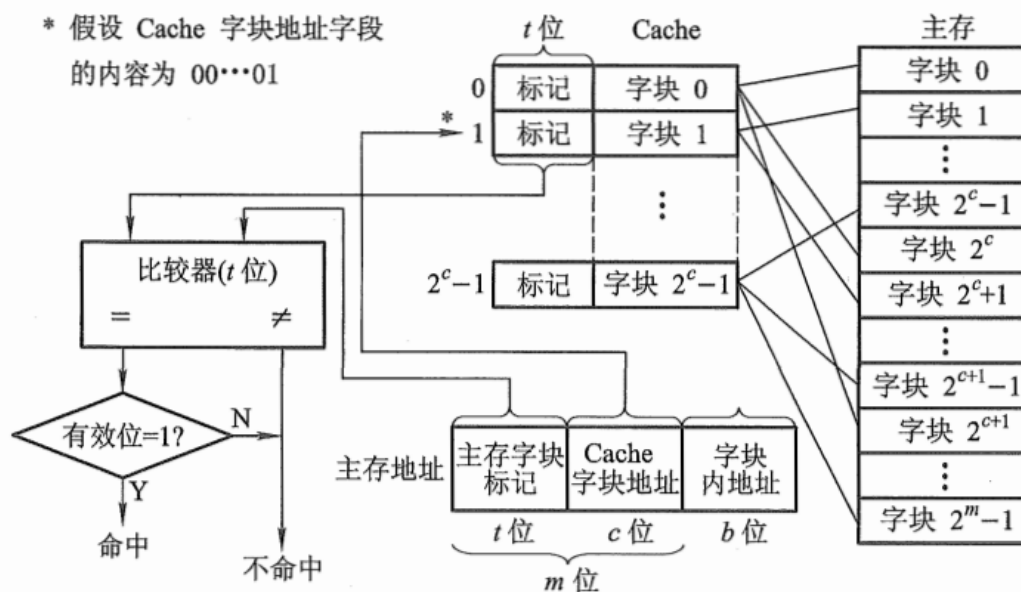 * 假设 Cache 字块地址字段
的内容为 00···01
t 位
Cache
主存
0 标记 字块 0
* 1 标记 字块 1
⋮
2^c−1 标记 字块 2^c−1
字块 0
字块 1
⋮
字块 2^c−1
字块 2^c
字块 2^c+1
⋮
字块 2^{c+1}−1
字块 2^{c+1}
⋮
字块 2^m−1
比较器(t 位)
= ≠
有效位=1?
N
Y
命中
不命中
主存地址
主存字块
标记
Cache
字块地址
字块
内地址
t 位
c 位
b 位
m 位